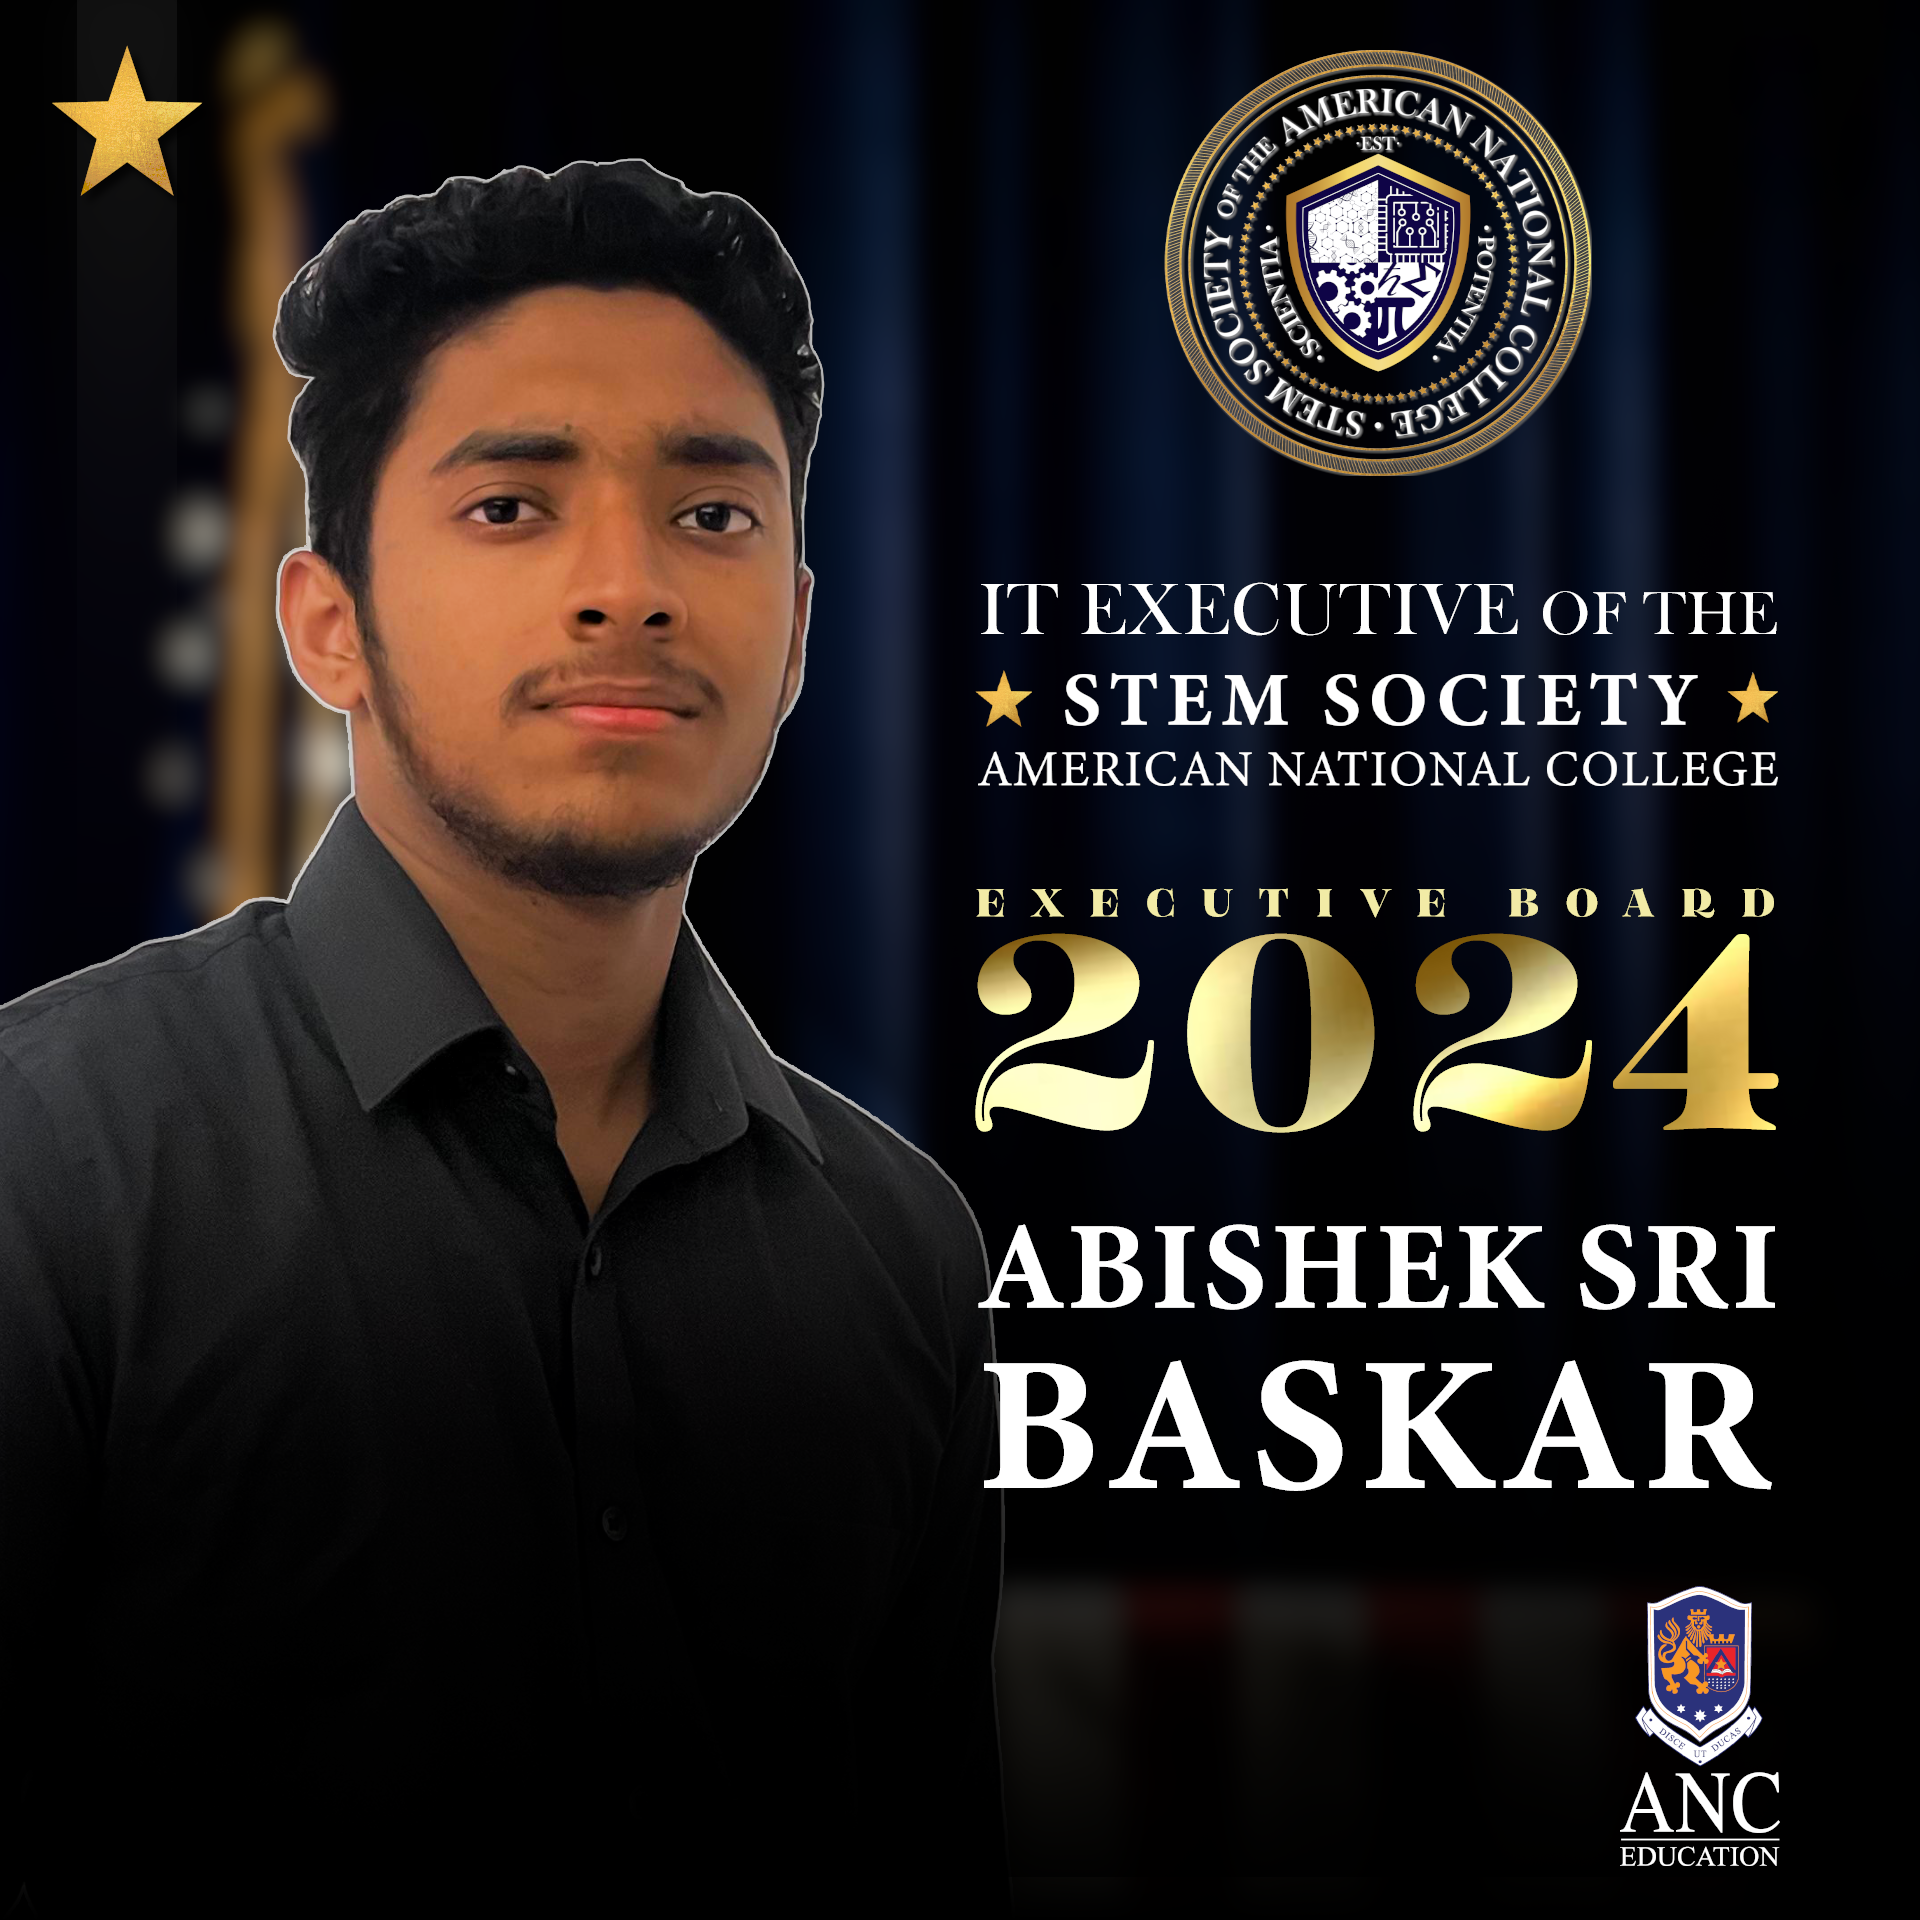 STEM SOCIETY OF THE AMERICAN NATIONAL COLLEGE ·
·EST·
· SCIENTIA ·
· POTENTIA ·
ħ Σ
π
IT EXECUTIVE OF THE
STEM SOCIETY
AMERICAN NATIONAL COLLEGE
EXECUTIVE BOARD
2024
ABISHEK SRI
BASKAR
DISCE UT DUCAS
ANC
EDUCATION